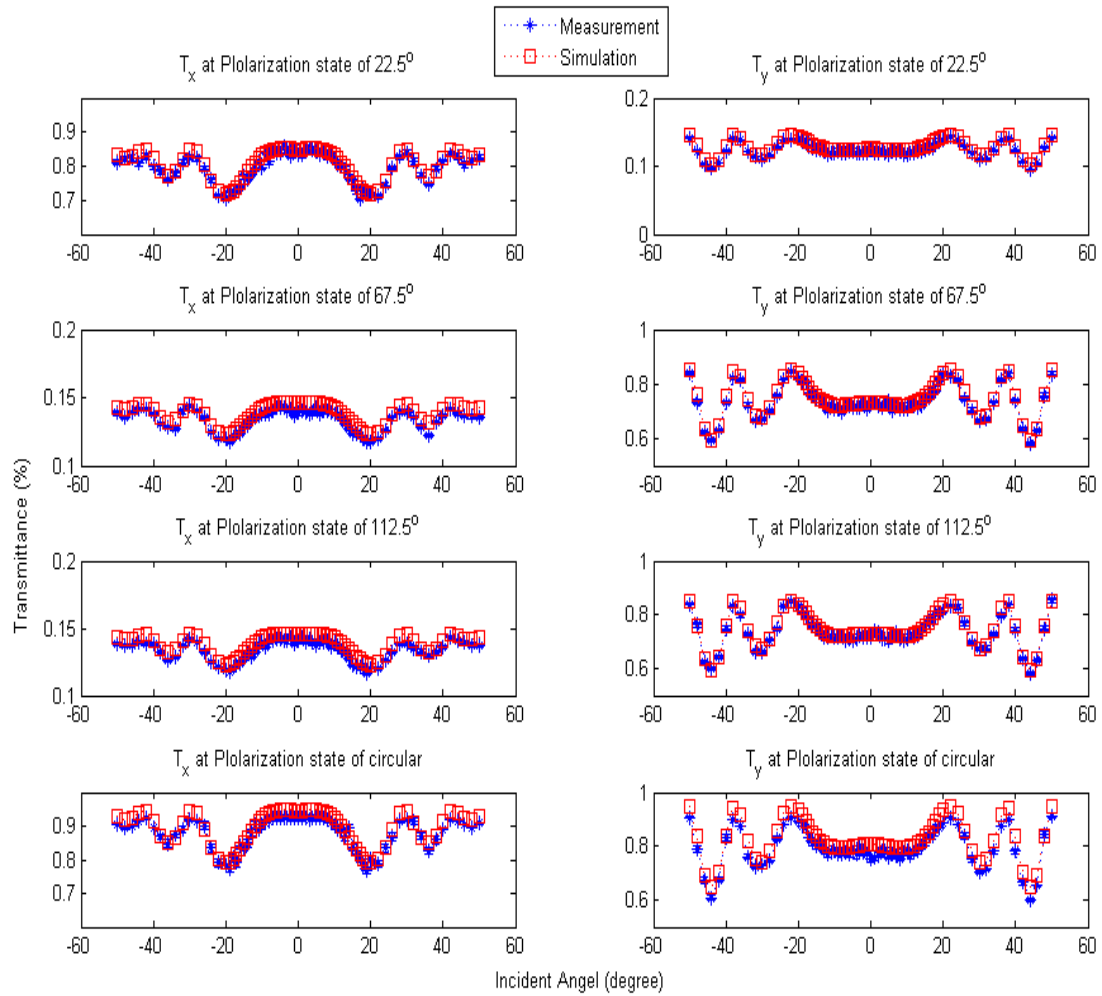 Measurement
Simulation
T_x at Plolarization state of 22.5°
T_y at Plolarization state of 22.5°
0.9
0.8
0.7
-60 -40 -20 0 20 40 60
0.2
0.1
0
-60 -40 -20 0 20 40 60
T_x at Plolarization state of 67.5°
T_y at Plolarization state of 67.5°
0.2
0.15
0.1
-60 -40 -20 0 20 40 60
1
0.8
0.6
-60 -40 -20 0 20 40 60
T_x at Plolarization state of 112.5°
T_y at Plolarization state of 112.5°
0.2
0.15
0.1
-60 -40 -20 0 20 40 60
1
0.8
0.6
-60 -40 -20 0 20 40 60
T_x at Plolarization state of circular
T_y at Plolarization state of circular
0.9
0.8
0.7
-60 -40 -20 0 20 40 60
1
0.8
0.6
-60 -40 -20 0 20 40 60
Transmittance (%)
Incident Angel (degree)